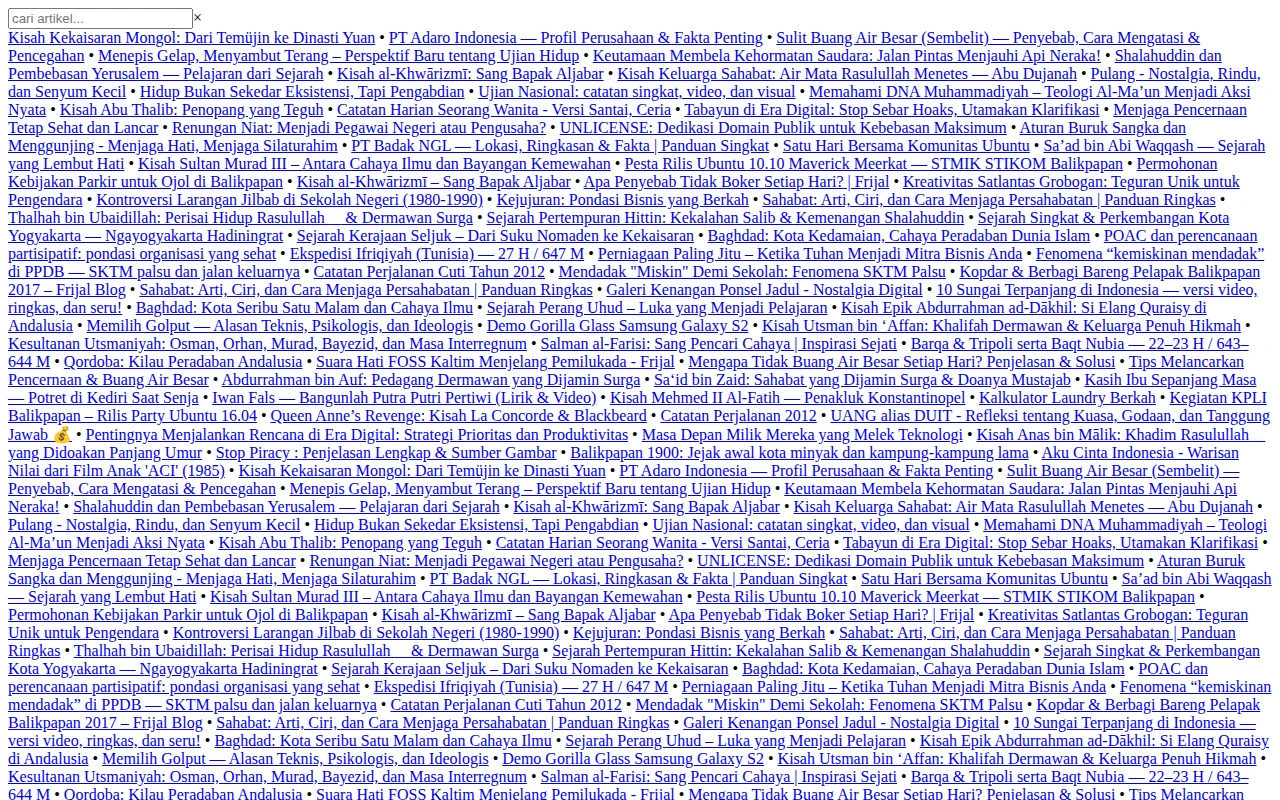 cari artikel... ×
Kisah Kekaisaran Mongol: Dari Temüjin ke Dinasti Yuan • PT Adaro Indonesia — Profil Perusahaan & Fakta Penting • Sulit Buang Air Besar (Sembelit) — Penyebab, Cara Mengatasi &
Pencegahan • Menepis Gelap, Menyambut Terang – Perspektif Baru tentang Ujian Hidup • Keutamaan Membela Kehormatan Saudara: Jalan Pintas Menjauhi Api Neraka! • Shalahuddin dan
Pembebasan Yerusalem — Pelajaran dari Sejarah • Kisah al-Khwārizmī: Sang Bapak Aljabar • Kisah Keluarga Sahabat: Air Mata Rasulullah Menetes — Abu Dujanah • Pulang - Nostalgia, Rindu,
dan Senyum Kecil • Hidup Bukan Sekedar Eksistensi, Tapi Pengabdian • Ujian Nasional: catatan singkat, video, dan visual • Memahami DNA Muhammadiyah – Teologi Al-Ma’un Menjadi Aksi
Nyata • Kisah Abu Thalib: Penopang yang Teguh • Catatan Harian Seorang Wanita - Versi Santai, Ceria • Tabayun di Era Digital: Stop Sebar Hoaks, Utamakan Klarifikasi • Menjaga Pencernaan
Tetap Sehat dan Lancar • Renungan Niat: Menjadi Pegawai Negeri atau Pengusaha? • UNLICENSE: Dedikasi Domain Publik untuk Kebebasan Maksimum • Aturan Buruk Sangka dan
Menggunjing - Menjaga Hati, Menjaga Silaturahim • PT Badak NGL — Lokasi, Ringkasan & Fakta | Panduan Singkat • Satu Hari Bersama Komunitas Ubuntu • Sa’ad bin Abi Waqqash — Sejarah
yang Lembut Hati • Kisah Sultan Murad III – Antara Cahaya Ilmu dan Bayangan Kemewahan • Pesta Rilis Ubuntu 10.10 Maverick Meerkat — STMIK STIKOM Balikpapan • Permohonan
Kebijakan Parkir untuk Ojol di Balikpapan • Kisah al-Khwārizmī – Sang Bapak Aljabar • Apa Penyebab Tidak Boker Setiap Hari? | Frijal • Kreativitas Satlantas Grobogan: Teguran Unik untuk
Pengendara • Kontroversi Larangan Jilbab di Sekolah Negeri (1980-1990) • Kejujuran: Pondasi Bisnis yang Berkah • Sahabat: Arti, Ciri, dan Cara Menjaga Persahabatan | Panduan Ringkas •
Thalhah bin Ubaidillah: Perisai Hidup Rasulullah & Dermawan Surga • Sejarah Pertempuran Hittin: Kekalahan Salib & Kemenangan Shalahuddin • Sejarah Singkat & Perkembangan Kota
Yogyakarta — Ngayogyakarta Hadiningrat • Sejarah Kerajaan Seljuk – Dari Suku Nomaden ke Kekaisaran • Baghdad: Kota Kedamaian, Cahaya Peradaban Dunia Islam • POAC dan perencanaan
partisipatif: pondasi organisasi yang sehat • Ekspedisi Ifriqiyah (Tunisia) — 27 H / 647 M • Perniagaan Paling Jitu – Ketika Tuhan Menjadi Mitra Bisnis Anda • Fenomena “kemiskinan mendadak”
di PPDB — SKTM palsu dan jalan keluarnya • Catatan Perjalanan Cuti Tahun 2012 • Mendadak "Miskin" Demi Sekolah: Fenomena SKTM Palsu • Kopdar & Berbagi Bareng Pelapak Balikpapan
2017 – Frijal Blog • Sahabat: Arti, Ciri, dan Cara Menjaga Persahabatan | Panduan Ringkas • Galeri Kenangan Ponsel Jadul - Nostalgia Digital • 10 Sungai Terpanjang di Indonesia — versi video,
ringkas, dan seru! • Baghdad: Kota Seribu Satu Malam dan Cahaya Ilmu • Sejarah Perang Uhud – Luka yang Menjadi Pelajaran • Kisah Epik Abdurrahman ad-Dākhil: Si Elang Quraisy di
Andalusia • Memilih Golput — Alasan Teknis, Psikologis, dan Ideologis • Demo Gorilla Glass Samsung Galaxy S2 • Kisah Utsman bin ‘Affan: Khalifah Dermawan & Keluarga Penuh Hikmah •
Kesultanan Utsmaniyah: Osman, Orhan, Murad, Bayezid, dan Masa Interregnum • Salman al-Farisi: Sang Pencari Cahaya | Inspirasi Sejati • Barqa & Tripoli serta Baqt Nubia — 22–23 H / 643–
644 M • Qordoba: Kilau Peradaban Andalusia • Suara Hati FOSS Kaltim Menjelang Pemilukada - Frijal • Mengapa Tidak Buang Air Besar Setiap Hari? Penjelasan & Solusi • Tips Melancarkan
Pencernaan & Buang Air Besar • Abdurrahman bin Auf: Pedagang Dermawan yang Dijamin Surga • Sa‘id bin Zaid: Sahabat yang Dijamin Surga & Doanya Mustajab • Kasih Ibu Sepanjang Masa
— Potret di Kediri Saat Senja • Iwan Fals — Bangunlah Putra Putri Pertiwi (Lirik & Video) • Kisah Mehmed II Al-Fatih — Penakluk Konstantinopel • Kalkulator Laundry Berkah • Kegiatan KPLI
Balikpapan – Rilis Party Ubuntu 16.04 • Queen Anne’s Revenge: Kisah La Concorde & Blackbeard • Catatan Perjalanan 2012 • UANG alias DUIT - Refleksi tentang Kuasa, Godaan, dan Tanggung
Jawab 💰 • Pentingnya Menjalankan Rencana di Era Digital: Strategi Prioritas dan Produktivitas • Masa Depan Milik Mereka yang Melek Teknologi • Kisah Anas bin Mālik: Khadim Rasulullah
yang Didoakan Panjang Umur • Stop Piracy : Penjelasan Lengkap & Sumber Gambar • Balikpapan 1900: Jejak awal kota minyak dan kampung-kampung lama • Aku Cinta Indonesia - Warisan
Nilai dari Film Anak 'ACI' (1985) • Kisah Kekaisaran Mongol: Dari Temüjin ke Dinasti Yuan • PT Adaro Indonesia — Profil Perusahaan & Fakta Penting • Sulit Buang Air Besar (Sembelit) —
Penyebab, Cara Mengatasi & Pencegahan • Menepis Gelap, Menyambut Terang – Perspektif Baru tentang Ujian Hidup • Keutamaan Membela Kehormatan Saudara: Jalan Pintas Menjauhi Api
Neraka! • Shalahuddin dan Pembebasan Yerusalem — Pelajaran dari Sejarah • Kisah al-Khwārizmī: Sang Bapak Aljabar • Kisah Keluarga Sahabat: Air Mata Rasulullah Menetes — Abu Dujanah •
Pulang - Nostalgia, Rindu, dan Senyum Kecil • Hidup Bukan Sekedar Eksistensi, Tapi Pengabdian • Ujian Nasional: catatan singkat, video, dan visual • Memahami DNA Muhammadiyah – Teologi
Al-Ma’un Menjadi Aksi Nyata • Kisah Abu Thalib: Penopang yang Teguh • Catatan Harian Seorang Wanita - Versi Santai, Ceria • Tabayun di Era Digital: Stop Sebar Hoaks, Utamakan Klarifikasi •
Menjaga Pencernaan Tetap Sehat dan Lancar • Renungan Niat: Menjadi Pegawai Negeri atau Pengusaha? • UNLICENSE: Dedikasi Domain Publik untuk Kebebasan Maksimum • Aturan Buruk
Sangka dan Menggunjing - Menjaga Hati, Menjaga Silaturahim • PT Badak NGL — Lokasi, Ringkasan & Fakta | Panduan Singkat • Satu Hari Bersama Komunitas Ubuntu • Sa’ad bin Abi Waqqash
— Sejarah yang Lembut Hati • Kisah Sultan Murad III – Antara Cahaya Ilmu dan Bayangan Kemewahan • Pesta Rilis Ubuntu 10.10 Maverick Meerkat — STMIK STIKOM Balikpapan •
Permohonan Kebijakan Parkir untuk Ojol di Balikpapan • Kisah al-Khwārizmī – Sang Bapak Aljabar • Apa Penyebab Tidak Boker Setiap Hari? | Frijal • Kreativitas Satlantas Grobogan: Teguran
Unik untuk Pengendara • Kontroversi Larangan Jilbab di Sekolah Negeri (1980-1990) • Kejujuran: Pondasi Bisnis yang Berkah • Sahabat: Arti, Ciri, dan Cara Menjaga Persahabatan | Panduan
Ringkas • Thalhah bin Ubaidillah: Perisai Hidup Rasulullah & Dermawan Surga • Sejarah Pertempuran Hittin: Kekalahan Salib & Kemenangan Shalahuddin • Sejarah Singkat & Perkembangan
Kota Yogyakarta — Ngayogyakarta Hadiningrat • Sejarah Kerajaan Seljuk – Dari Suku Nomaden ke Kekaisaran • Baghdad: Kota Kedamaian, Cahaya Peradaban Dunia Islam • POAC dan
perencanaan partisipatif: pondasi organisasi yang sehat • Ekspedisi Ifriqiyah (Tunisia) — 27 H / 647 M • Perniagaan Paling Jitu – Ketika Tuhan Menjadi Mitra Bisnis Anda • Fenomena “kemiskinan
mendadak” di PPDB — SKTM palsu dan jalan keluarnya • Catatan Perjalanan Cuti Tahun 2012 • Mendadak "Miskin" Demi Sekolah: Fenomena SKTM Palsu • Kopdar & Berbagi Bareng Pelapak
Balikpapan 2017 – Frijal Blog • Sahabat: Arti, Ciri, dan Cara Menjaga Persahabatan | Panduan Ringkas • Galeri Kenangan Ponsel Jadul - Nostalgia Digital • 10 Sungai Terpanjang di Indonesia —
versi video, ringkas, dan seru! • Baghdad: Kota Seribu Satu Malam dan Cahaya Ilmu • Sejarah Perang Uhud – Luka yang Menjadi Pelajaran • Kisah Epik Abdurrahman ad-Dākhil: Si Elang Quraisy
di Andalusia • Memilih Golput — Alasan Teknis, Psikologis, dan Ideologis • Demo Gorilla Glass Samsung Galaxy S2 • Kisah Utsman bin ‘Affan: Khalifah Dermawan & Keluarga Penuh Hikmah •
Kesultanan Utsmaniyah: Osman, Orhan, Murad, Bayezid, dan Masa Interregnum • Salman al-Farisi: Sang Pencari Cahaya | Inspirasi Sejati • Barqa & Tripoli serta Baqt Nubia — 22–23 H / 643–
644 M • Qordoba: Kilau Peradaban Andalusia • Suara Hati FOSS Kaltim Menjelang Pemilukada - Frijal • Mengapa Tidak Buang Air Besar Setiap Hari? Penjelasan & Solusi • Tips Melancarkan